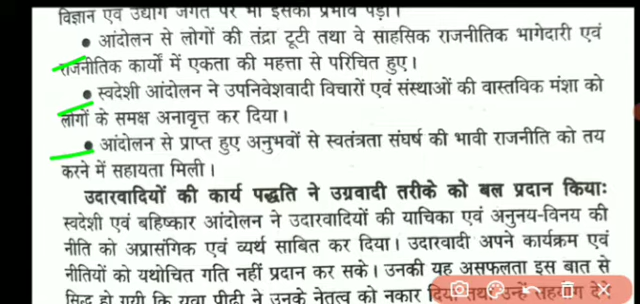 विज्ञान एवं उद्योग जगत पर भी इसका प्रभाव पड़ा।
• आंदोलन से लोगों की तंद्रा टूटी तथा वे साहसिक राजनीतिक भागेदारी एवं
राजनीतिक कार्यों में एकता की महत्ता से परिचित हुए।
• स्वदेशी आंदोलन ने उपनिवेशवादी विचारों एवं संस्थाओं की वास्तविक मंशा को
लोगों के समक्ष अनावृत्त कर दिया।
• आंदोलन से प्राप्त हुए अनुभवों से स्वतंत्रता संघर्ष की भावी राजनीति को तय
करने में सहायता मिली।
उदारवादियों की कार्य पद्धति ने उग्रवादी तरीके को बल प्रदान कियाः
स्वदेशी एवं बहिष्कार आंदोलन ने उदारवादियों की याचिका एवं अनुनय-विनय की
नीति को अप्रासंगिक एवं व्यर्थ साबित कर दिया। उदारवादी अपने कार्यक्रम एवं
नीतियों को यथोचित गति नहीं प्रदान कर सके। उनकी यह असफलता इस बात से
सिद्ध हो गयी कि युवा पीढ़ी ने उनके नेतृत्व को नकार दिया तथा उन्हें सहयोग देने